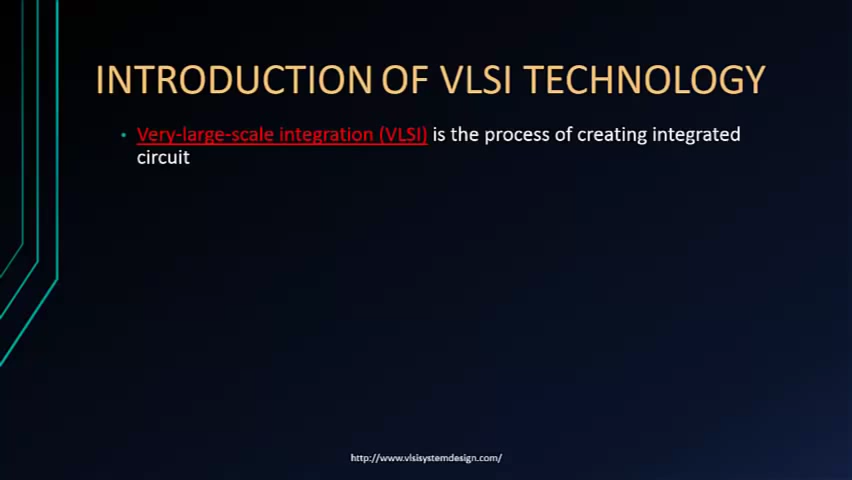 INTRODUCTION OF VLSI TECHNOLOGY
• Very-large-scale integration (VLSI) is the process of creating integrated
circuit
http://www.vlsisystemdesign.com/